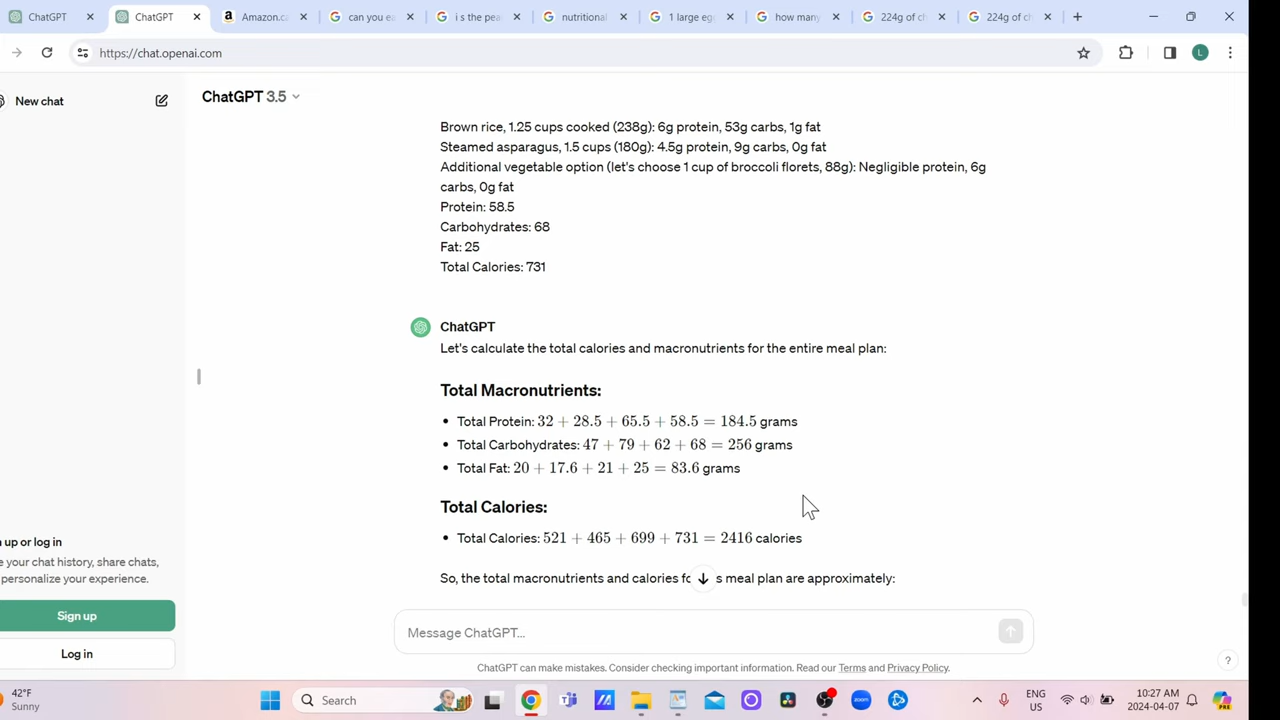 ChatGPT
ChatGPT
Amazon.c
can you ea
i s the pea
nutritional
1 large eg
how many
224g of ch
224g of ch
https://chat.openai.com
L
New chat
ChatGPT 3.5
Brown rice, 1.25 cups cooked (238g): 6g protein, 53g carbs, 1g fat
Steamed asparagus, 1.5 cups (180g): 4.5g protein, 9g carbs, 0g fat
Additional vegetable option (let's choose 1 cup of broccoli florets, 88g): Negligible protein, 6g
carbs, 0g fat
Protein: 58.5
Carbohydrates: 68
Fat: 25
Total Calories: 731
ChatGPT
Let's calculate the total calories and macronutrients for the entire meal plan:
Total Macronutrients:
• Total Protein: 32 + 28.5 + 65.5 + 58.5 = 184.5 grams
• Total Carbohydrates: 47 + 79 + 62 + 68 = 256 grams
• Total Fat: 20 + 17.6 + 21 + 25 = 83.6 grams
Total Calories:
• Total Calories: 521 + 465 + 699 + 731 = 2416 calories
So, the total macronutrients and calories fo s meal plan are approximately:
n up or log in
e your chat history, share chats,
personalize your experience.
Sign up
Log in
Message ChatGPT...
ChatGPT can make mistakes. Consider checking important information. Read our Terms and Privacy Policy.
?
42°F
Sunny
Search
zoom
ENG
US
10:27 AM
2024-04-07
PRE